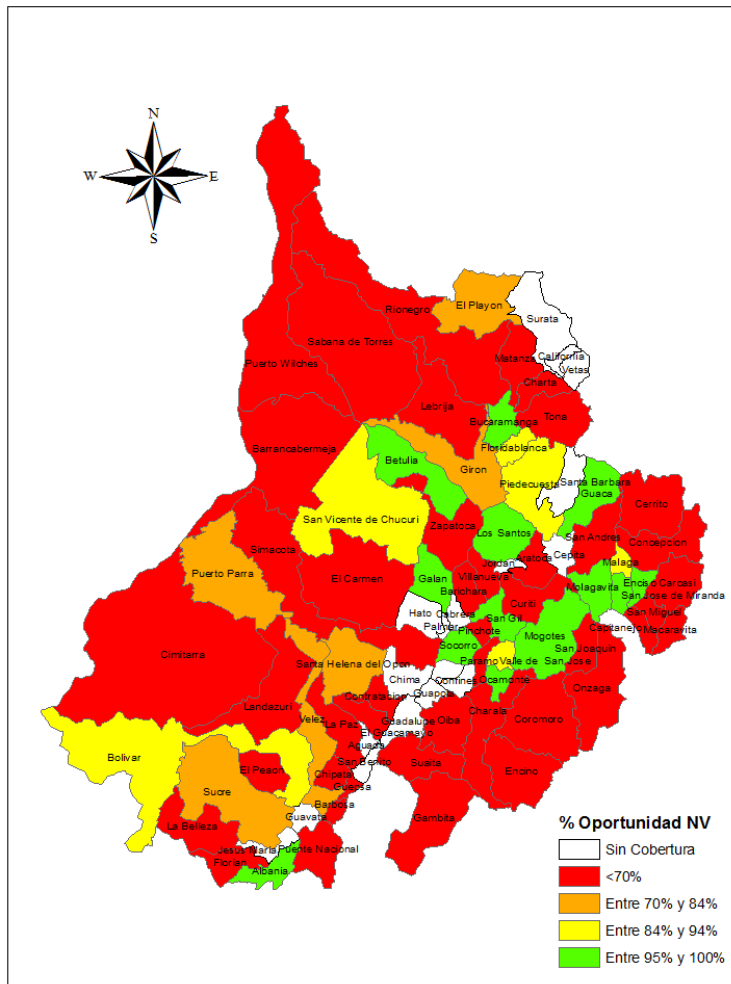 N
W E
S
El Playon
Surata
Rionegro
Sabana de Torres
California
Matanza
Vetas
Puerto Wilches
Charta
Lebrija
Tona
Bucaramanga
Barrancabermeja
Floridablanca
Betulia
Giron
Piedecuesta
Santa Barbara
Guaca
Cerrito
San Vicente de Chucuri
Zapatoca
Los Santos
San Andres
Concepcion
Simacota
Aratoca
Cepita
Jordan
Malaga
Puerto Parra
El Carmen
Galan
Villanueva
Enciso
Carcasi
Molagavita
Barichara
San Jose de Miranda
Curiti
Hato
Cabrera
San Gil
San Miguel
Palmar
Pinchote
Mogotes
Capitanejo
Macaravita
Socorro
San Joaquin
Cimitarra
Santa Helena del Opon
Paramo
Valle de San Jose
Chima
Confines
Ocamonte
Onzaga
Guapota
Contratacion
Landazuri
Charala
Velez
La Paz
Guadalupe
Oiba
Coromoro
El Guacamayo
Aguada
Bolivar
San Benito
Suaita
El Peaon
Chipata
Encino
Guepsa
Sucre
Barbosa
Guavata
Gambita
La Belleza
Jesus Maria
Puente Nacional
Florian
Albania
% Oportunidad NV
Sin Cobertura
<70%
Entre 70% y 84%
Entre 84% y 94%
Entre 95% y 100%